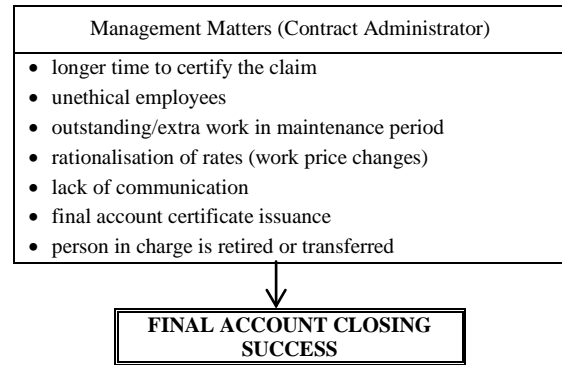 Management Matters (Contract Administrator)
• longer time to certify the claim
• unethical employees
• outstanding/extra work in maintenance period
• rationalisation of rates (work price changes)
• lack of communication
• final account certificate issuance
• person in charge is retired or transferred
FINAL ACCOUNT CLOSING
SUCCESS